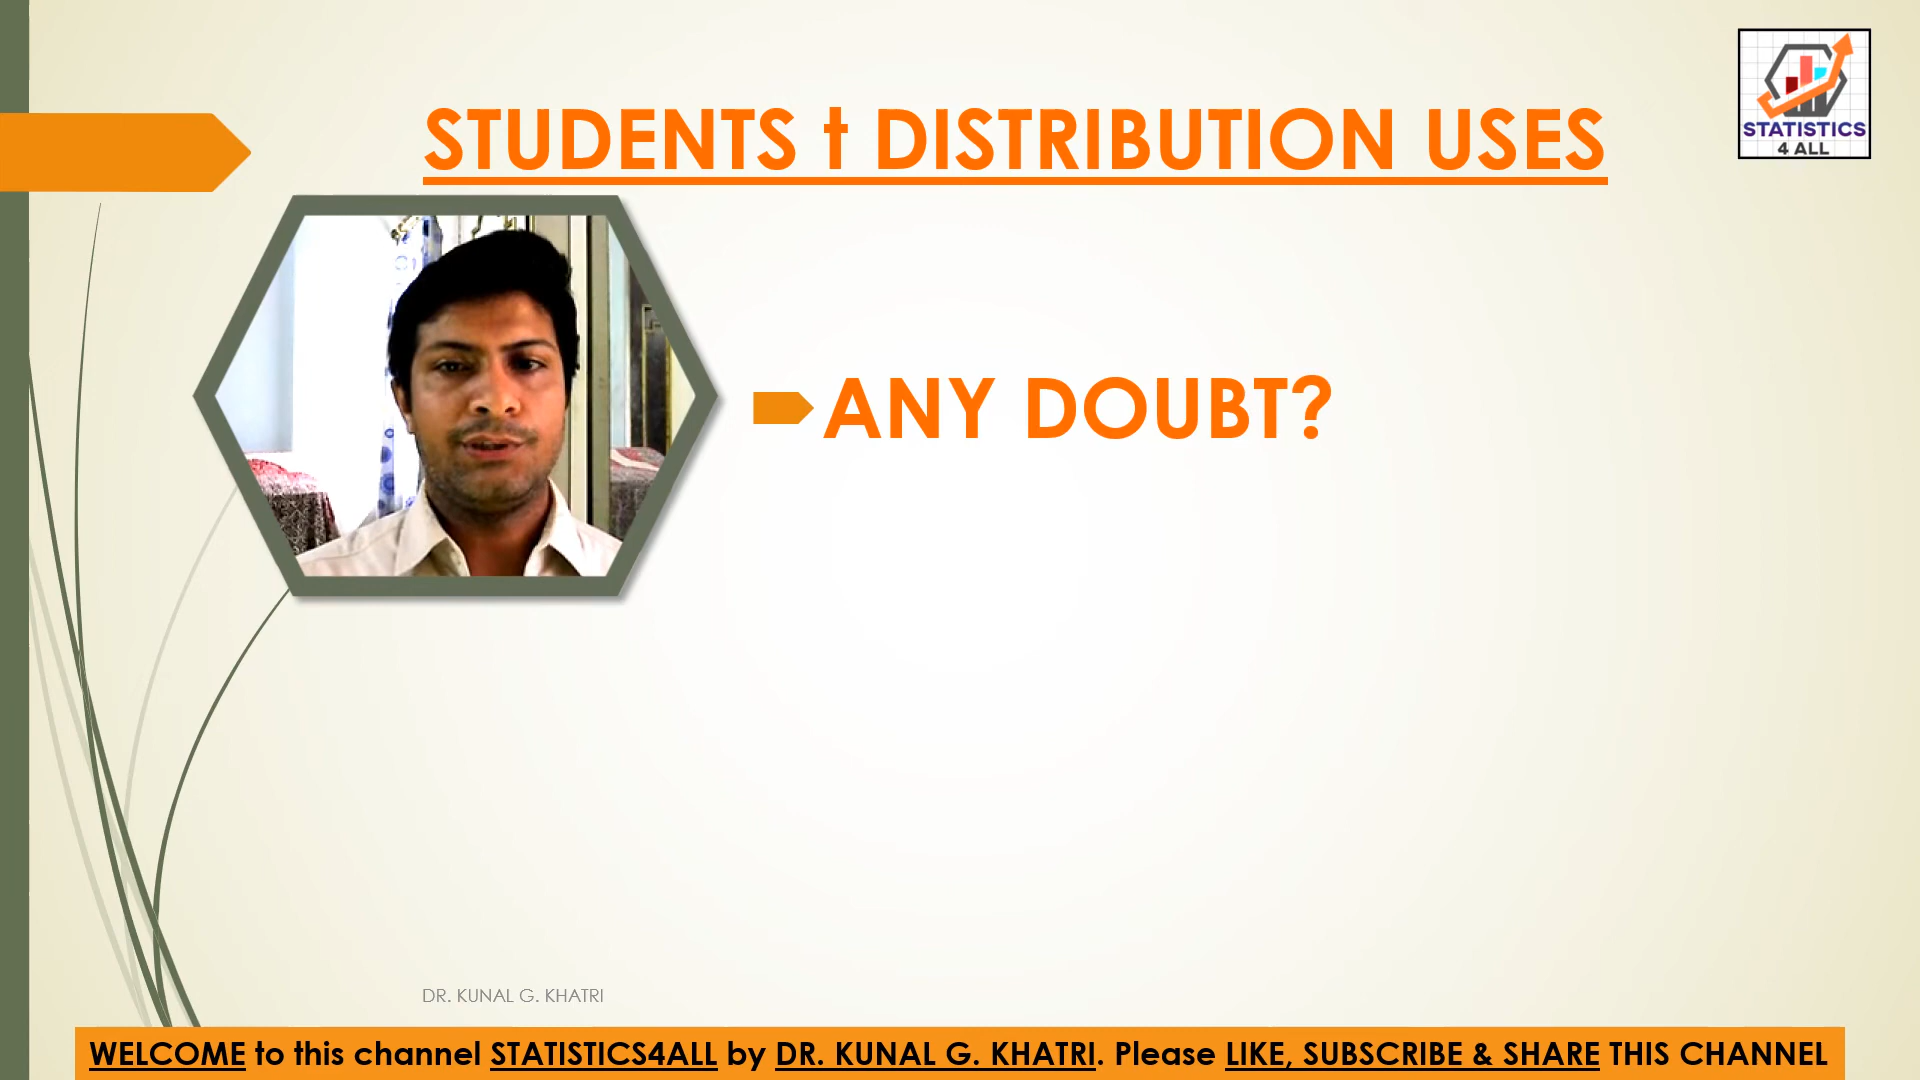 STUDENTS t DISTRIBUTION USES
STATISTICS
4 ALL
ANY DOUBT?
DR. KUNAL G. KHATRI
WELCOME to this channel STATISTICS4ALL by DR. KUNAL G. KHATRI. Please LIKE, SUBSCRIBE & SHARE THIS CHANNEL